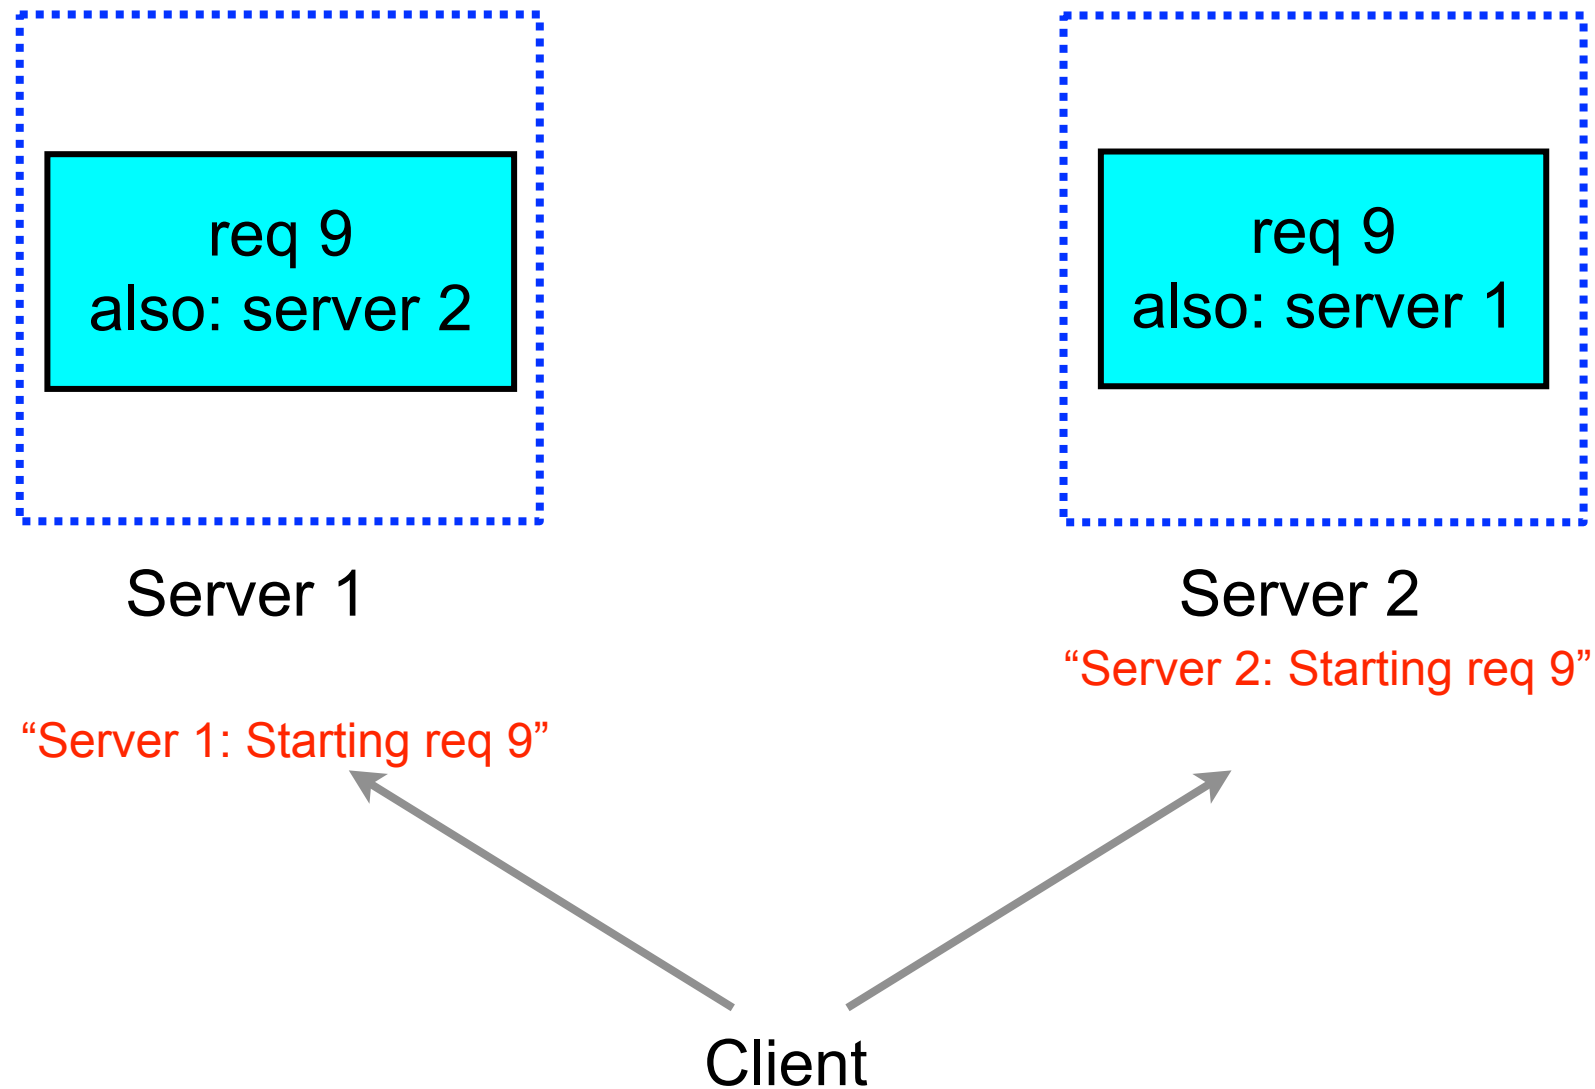 req 9
also: server 2
req 9
also: server 1
Server 1
Server 2
“Server 2: Starting req 9”
“Server 1: Starting req 9”
Client